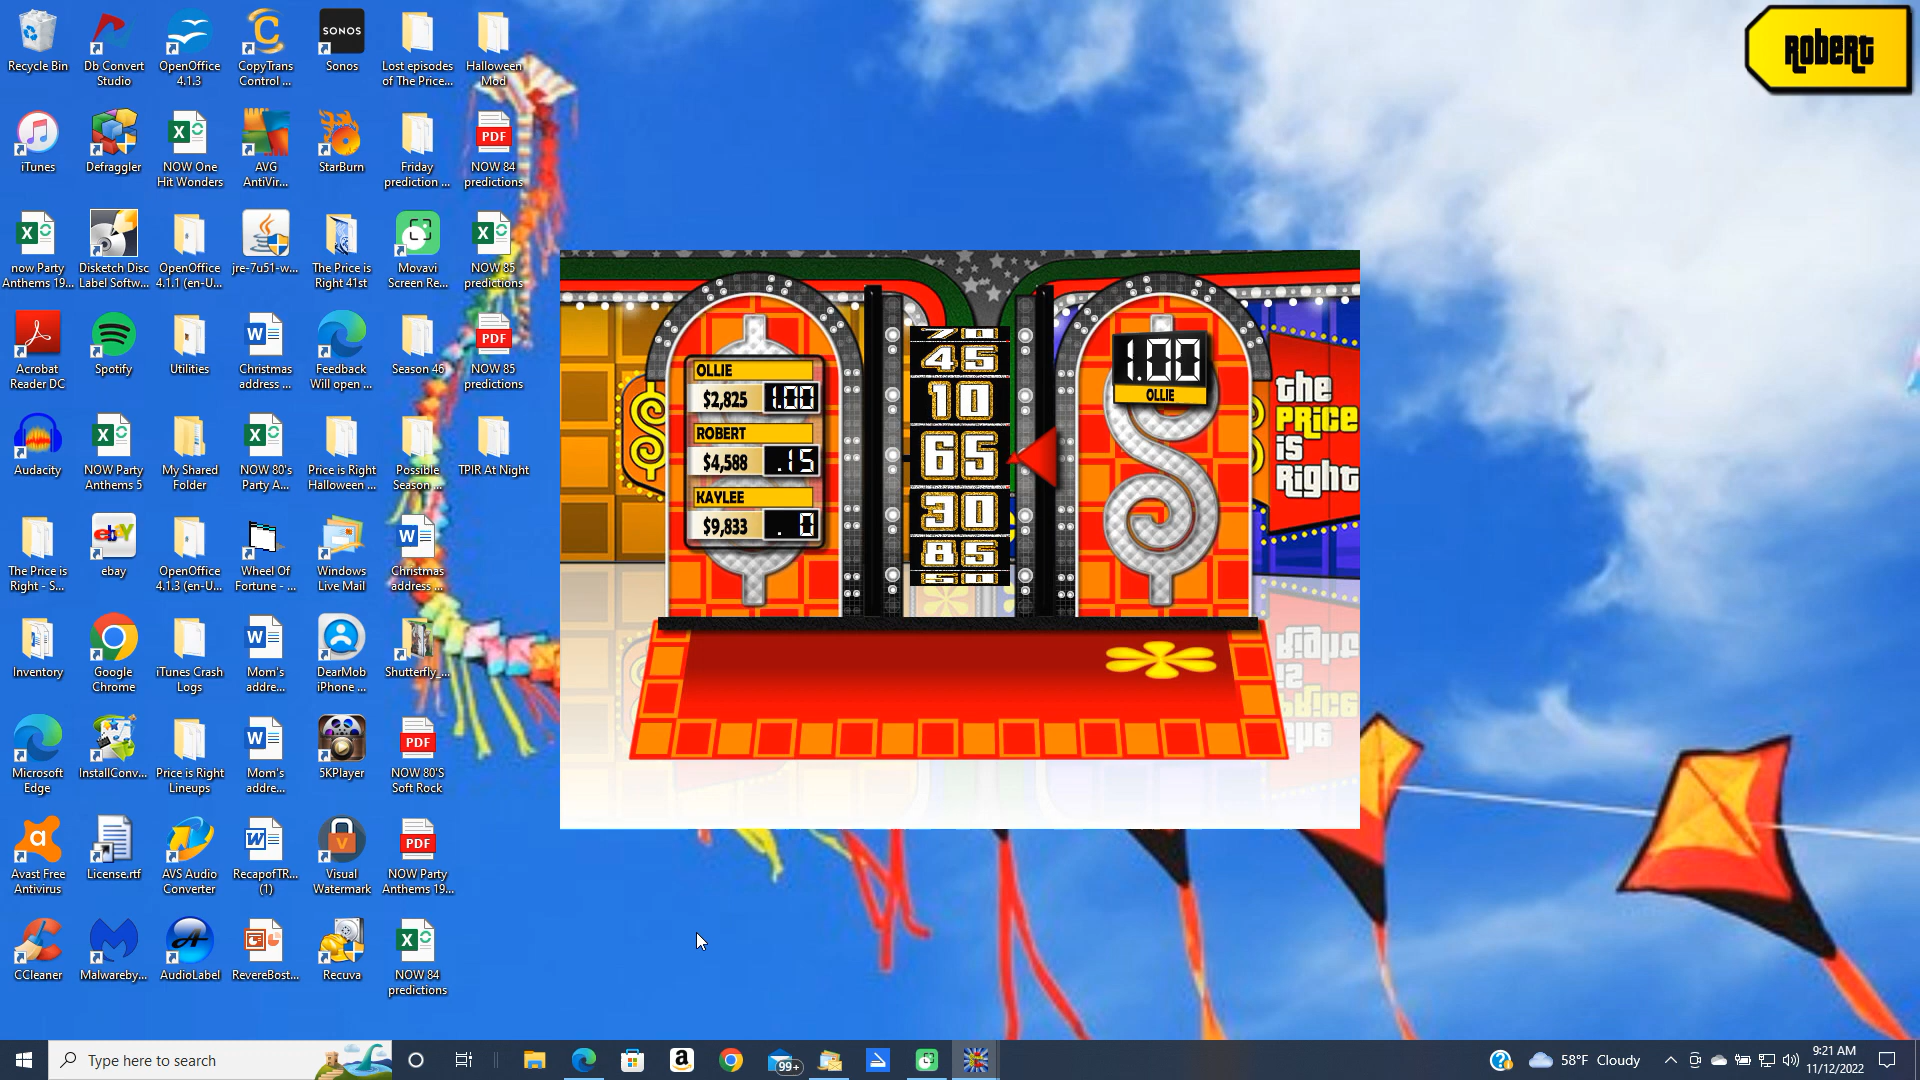 Recycle Bin
Db Convert
Studio
OpenOffice
4.1.3
CopyTrans
Control ...
SONOS
Sonos
Lost episodes
of The Price...
Halloween
Mod
Robert
iTunes
Defraggler
NOW One
Hit Wonders
AVG
AntiVir...
StarBurn
Friday
prediction ...
PDF
NOW 84
predictions
now Party
Anthems 19...
Disketch Disc
Label Softw...
OpenOffice
4.1.1 (en-U...
jre-7u51-w...
The Price is
Right 41st
Movavi
Screen Re...
NOW 85
predictions
Acrobat
Reader DC
Spotify
Utilities
Christmas
address ...
Feedback
Will open ...
Season 46
PDF
NOW 85
predictions
Audacity
NOW Party
Anthems 5
My Shared
Folder
NOW 80's
Party A...
Price is Right
Halloween ...
Possible
Season ...
TPIR At Night
The Price is
Right - S...
ebay
ebay
OpenOffice
4.1.3 (en-U...
Wheel Of
Fortune - ...
Windows
Live Mail
Christmas
address ...
Inventory
Google
Chrome
iTunes Crash
Logs
Mom's
addre...
DearMob
iPhone ...
Shutterfly_...
Microsoft
Edge
InstallConv...
Price is Right
Lineups
Mom's
addre...
5KPlayer
PDF
NOW 80'S
Soft Rock
Avast Free
Antivirus
License.rtf
AVS Audio
Converter
RecapofTR...
(1)
Visual
Watermark
PDF
NOW Party
Anthems 19...
CCleaner
Malwareby...
AudioLabel
RevereBost...
Recuva
NOW 84
predictions
OLLIE
$2,825 1.00
ROBERT
$4,588 .15
KAYLEE
$9,833 . 0
45
10
65
30
85
1.00
OLLIE
the
PRICE
is
Right
Type here to search
99+
58°F Cloudy
9:21 AM
11/12/2022